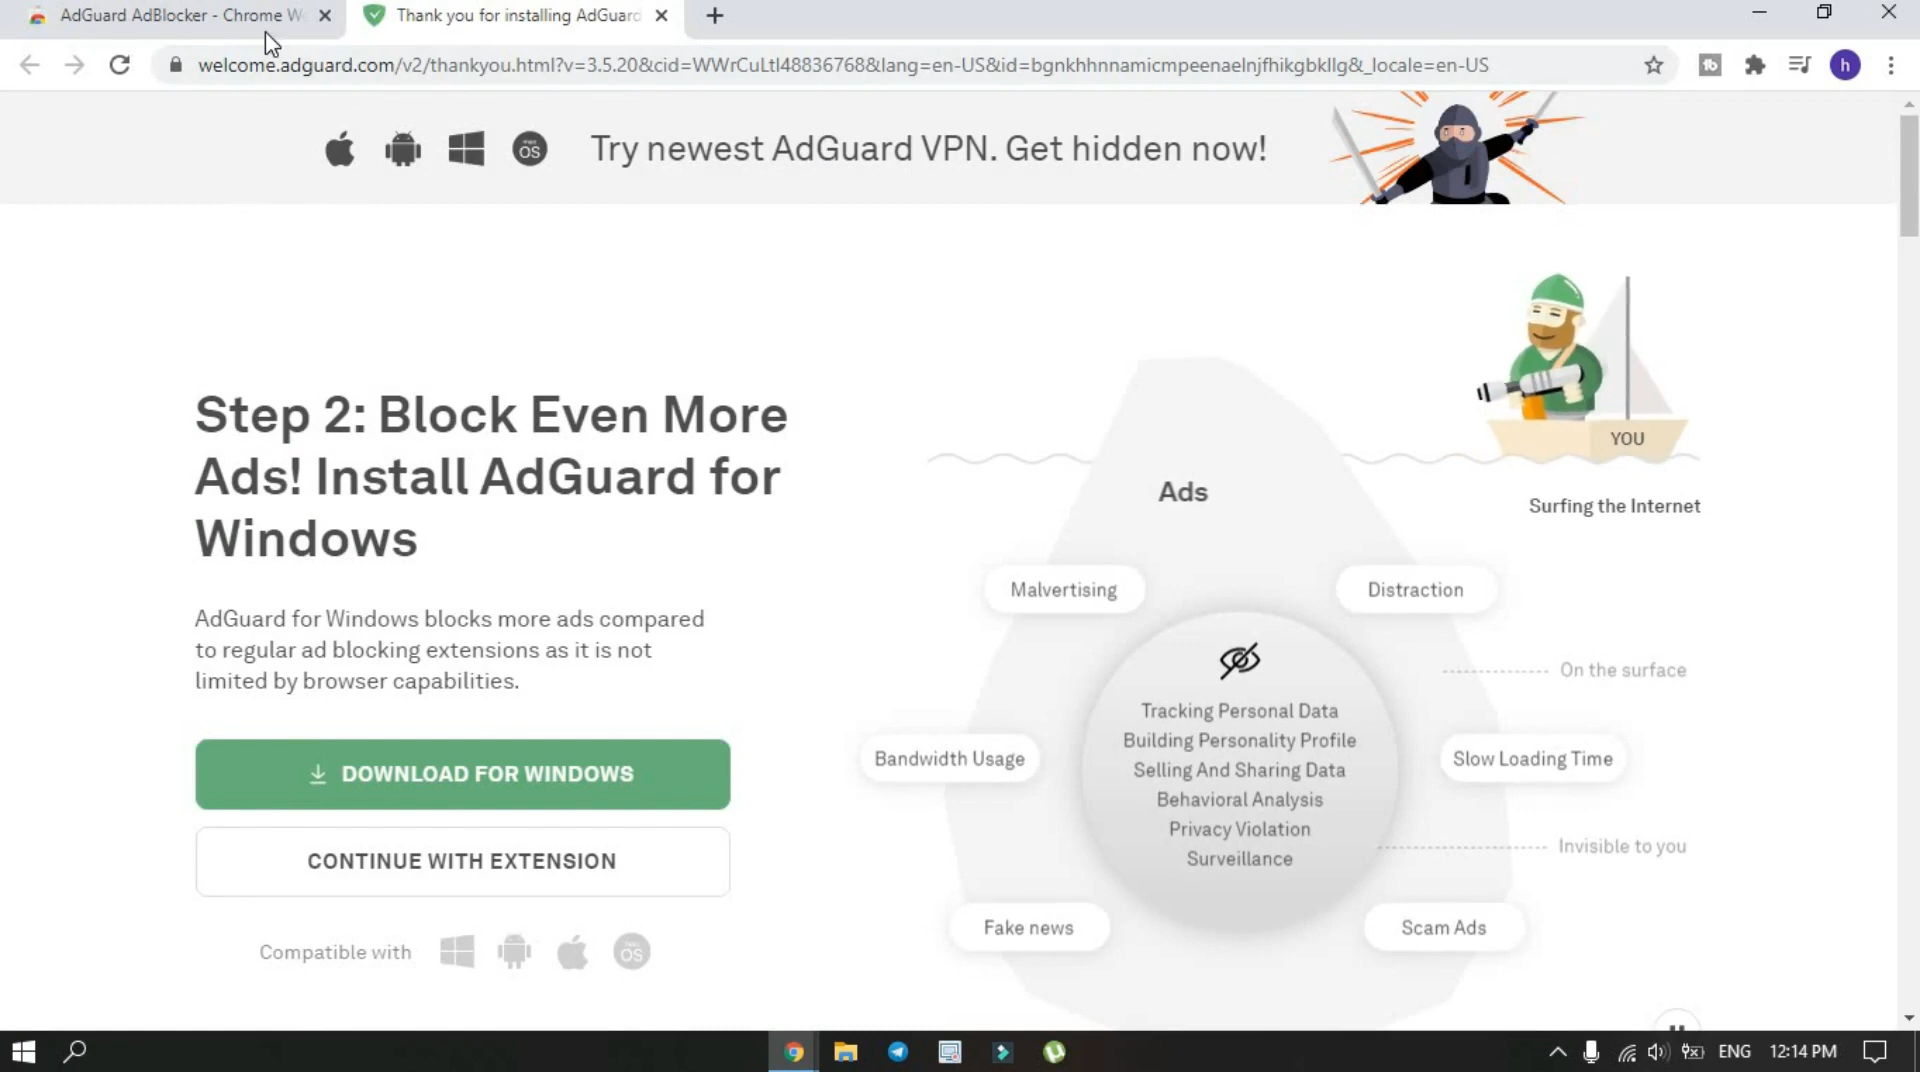 AdGuard AdBlocker - Chrome We
Thank you for installing AdGuard
welcome.adguard.com/v2/thankyou.html?v=3.5.20&cid=WWrCuLtl48836768&lang=en-US&id=bgnkhhnnamicmpeenaelnjfhikgbkllg&_locale=en-US
h
mac
OS
Try newest AdGuard VPN. Get hidden now!
YOU
Surfing the Internet
Step 2: Block Even More
Ads! Install AdGuard for
Windows
AdGuard for Windows blocks more ads compared
to regular ad blocking extensions as it is not
limited by browser capabilities.
DOWNLOAD FOR WINDOWS
CONTINUE WITH EXTENSION
Compatible with
mac
OS
Ads
Malvertising
Distraction
On the surface
Tracking Personal Data
Building Personality Profile
Selling And Sharing Data
Behavioral Analysis
Privacy Violation
Surveillance
Bandwidth Usage
Slow Loading Time
Invisible to you
Fake news
Scam Ads
ENG
12:14 PM